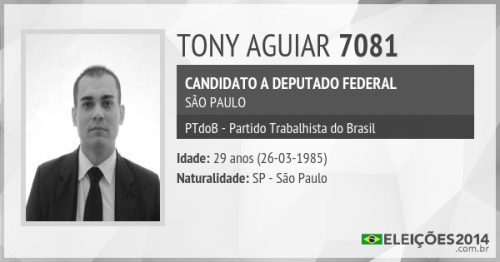 TONY AGUIAR 7081
CANDIDATO A DEPUTADO FEDERAL
SÃO PAULO
PTdoB - Partido Trabalhista do Brasil
Idade: 29 anos (26-03-1985)
Naturalidade: SP - São Paulo
ELEIÇÕES2014
.com.br